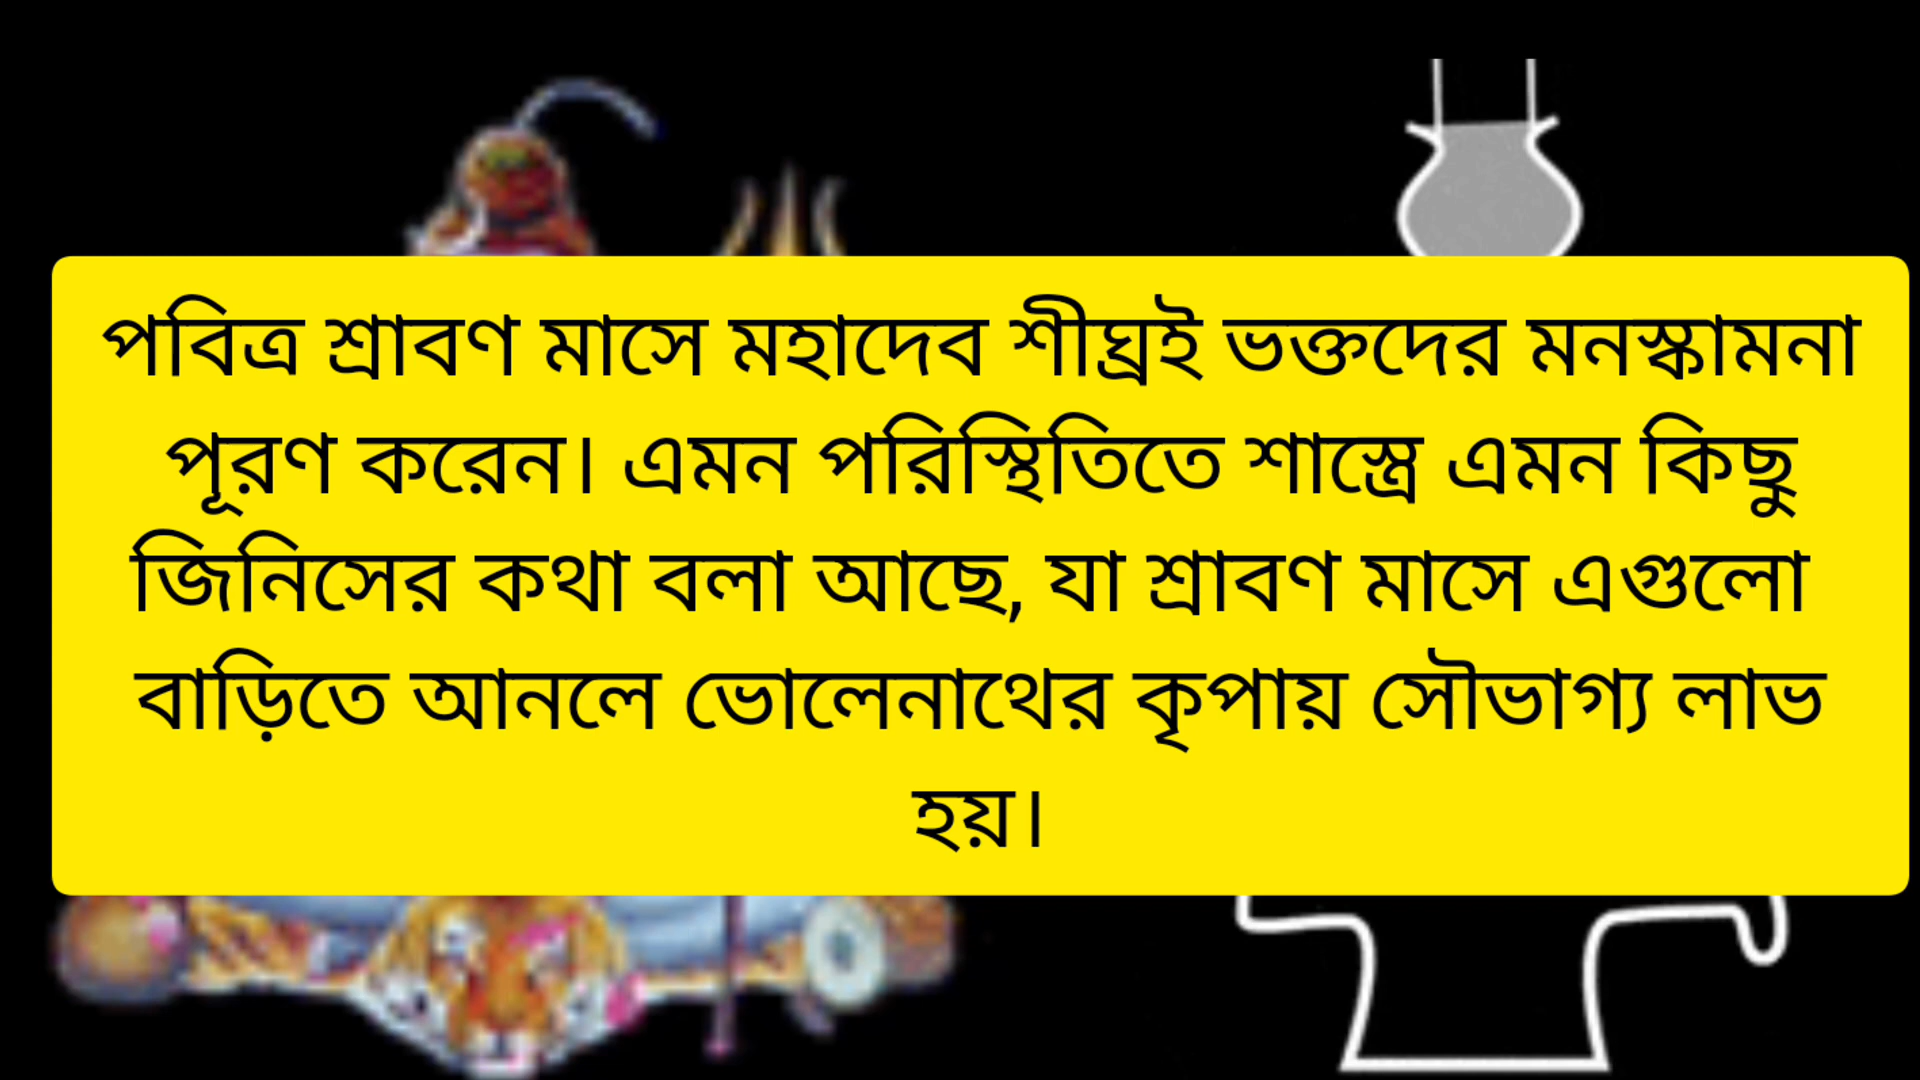 পবিত্র শ্রাবণ মাসে মহাদেব শীঘ্রই ভক্তদের মনস্কামনা
পূরণ করেন। এমন পরিস্থিতিতে শাস্ত্রে এমন কিছু
জিনিসের কথা বলা আছে, যা শ্রাবণ মাসে এগুলো
বাড়িতে আনলে ভোলেনাথের কৃপায় সৌভাগ্য লাভ
হয়।